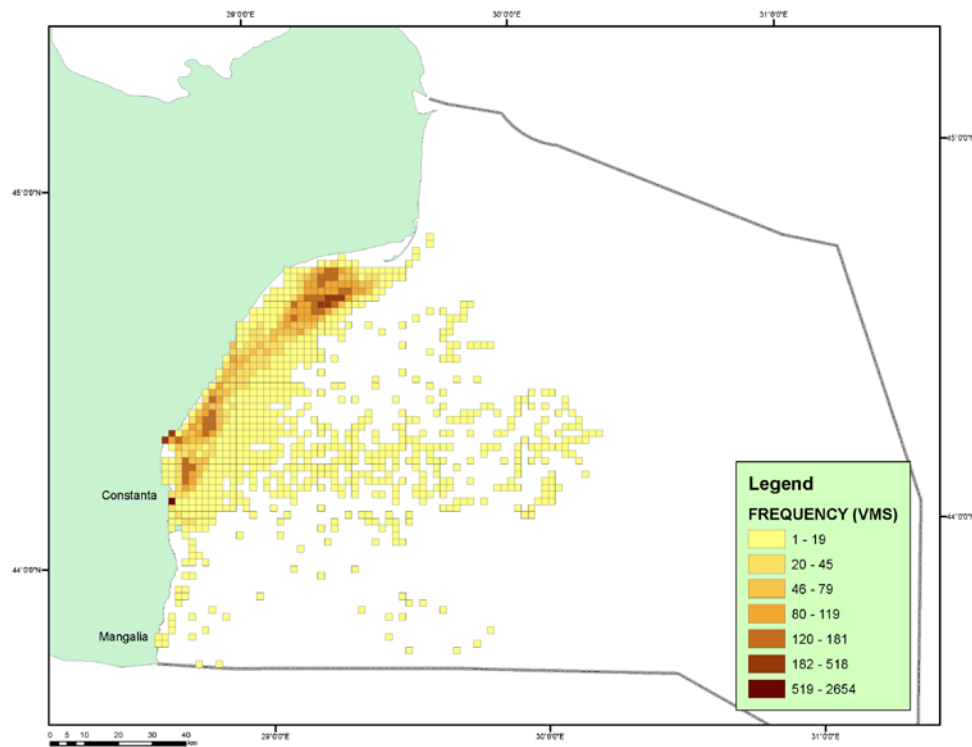 29°0'0"E 30°0'0"E 31°0'0"E
45°0'0"N
45°0'0"N
Constanta
44°0'0"N
44°0'0"N
Mangalia
Legend
FREQUENCY (VMS)
1 - 19
20 - 45
46 - 79
80 - 119
120 - 181
182 - 518
519 - 2654
29°0'0"E 30°0'0"E 31°0'0"E
0 5 10 20 30 40
km